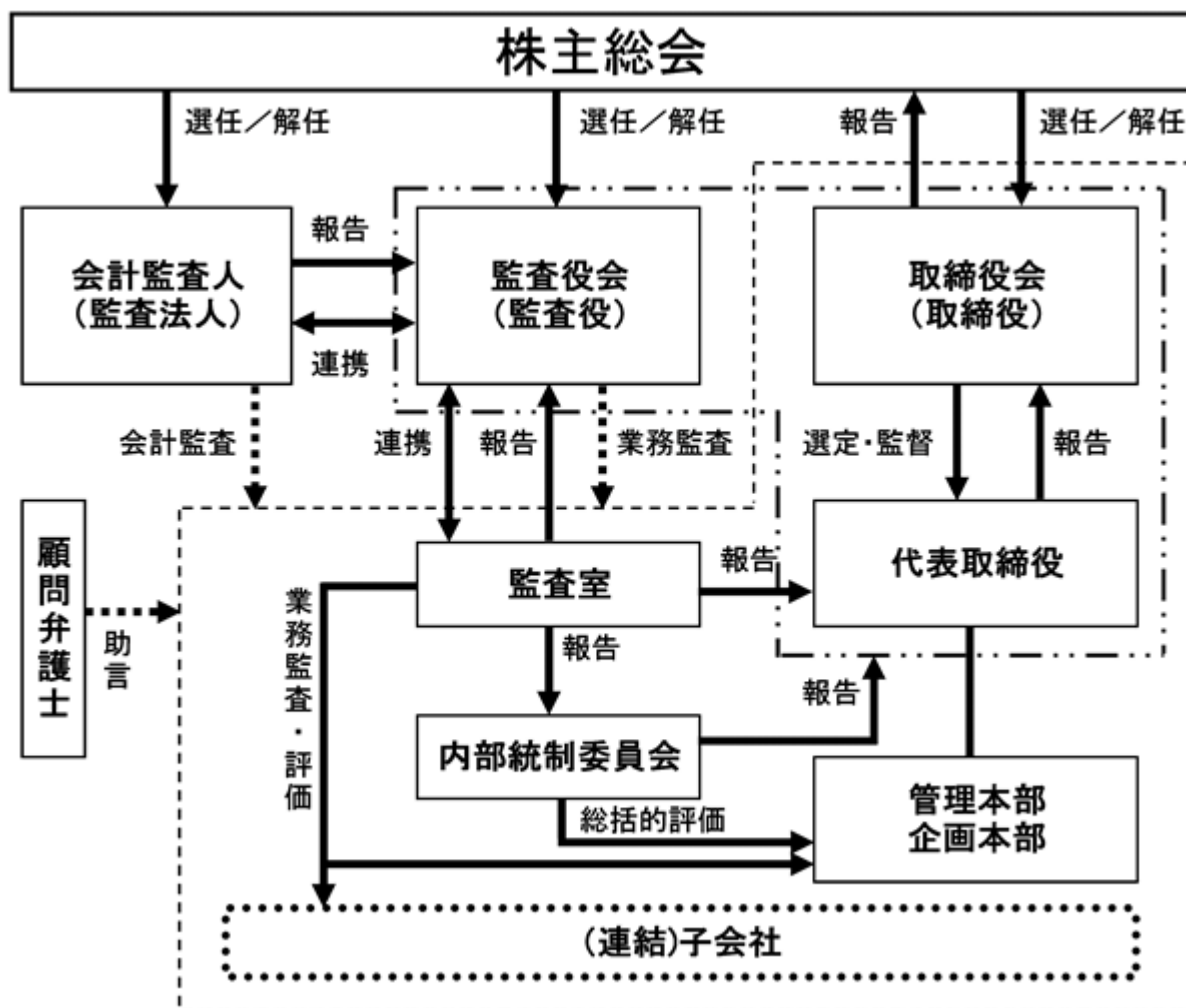 株主総会
選任／解任
選任／解任
報告
選任／解任
会計監査人
(監査法人)
報告
連携
監査役会
(監査役)
取締役会
(取締役)
会計監査
連携
報告
業務監査
選定・監督
報告
顧問弁護士
助言
監査室
報告
代表取締役
業務監査・評価
報告
内部統制委員会
報告
総括的評価
管理本部
企画本部
(連結)子会社